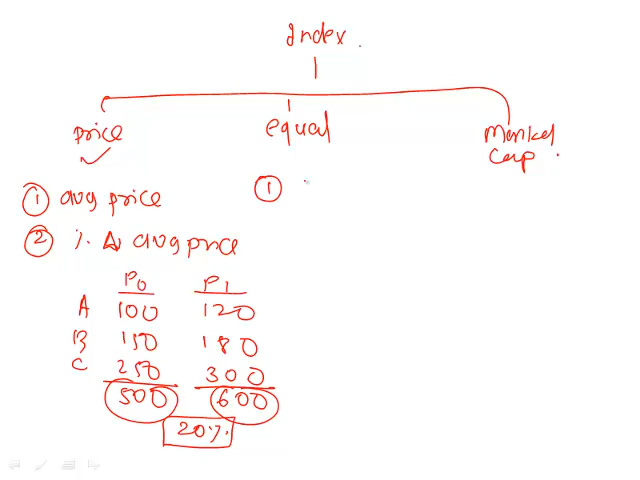 Index.
Price equal Market Cap.
① avg price ①
② % Δ avg price
P0 P1
A 100 120
B 150 180
C 250 300
500 600
20%